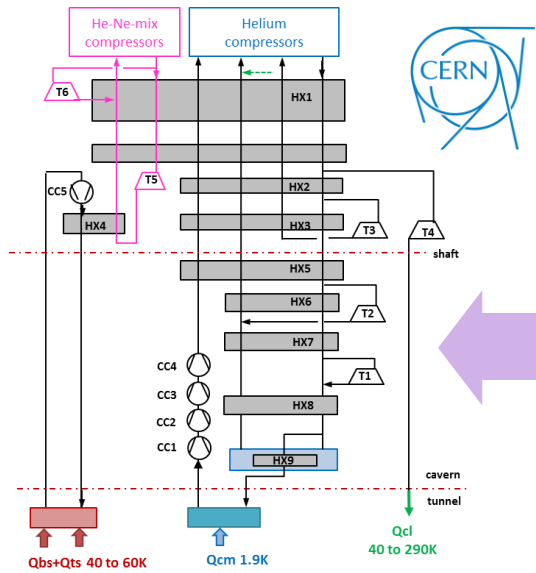 He-Ne-mix
compressors
Helium
compressors
CERN
T6
HX1
T5
CC5
HX2
HX4
HX3
T3
T4
shaft
HX5
HX6
T2
HX7
CC4
T1
CC3
HX8
CC2
CC1
HX9
cavern
tunnel
Qbs+Qts 40 to 60K
Qcm 1.9K
Qcl
40 to 290K